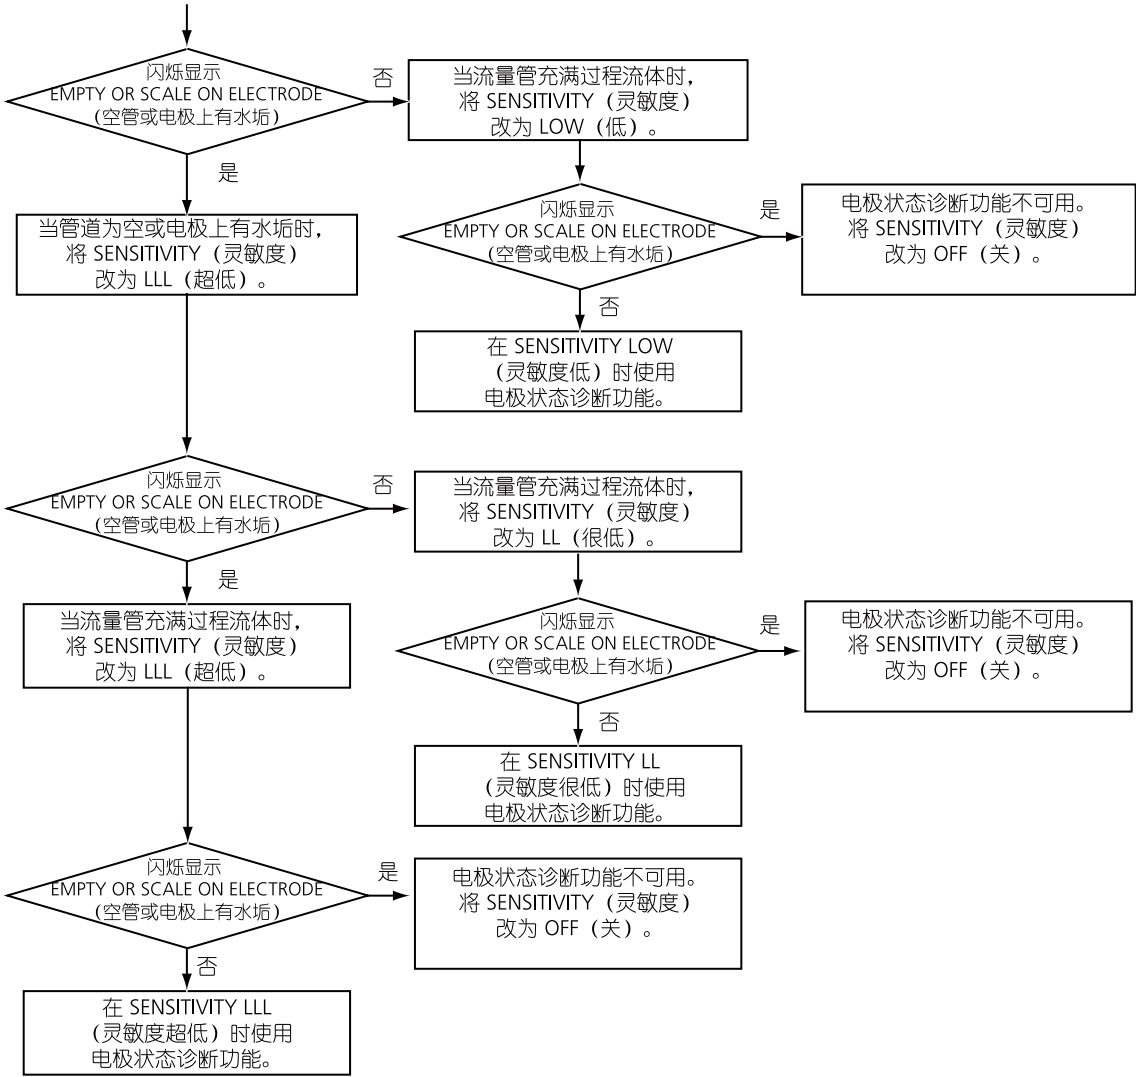 闪烁显示
EMPTY OR SCALE ON ELECTRODE
(空管或电极上有水垢)
否
当流量管充满过程流体时,
将 SENSITIVITY (灵敏度)
改为 LOW (低) 。
是
当管道为空或电极上有水垢时,
将 SENSITIVITY (灵敏度)
改为 LLL (超低) 。
闪烁显示
EMPTY OR SCALE ON ELECTRODE
(空管或电极上有水垢)
是
电极状态诊断功能不可用。
将 SENSITIVITY (灵敏度)
改为 OFF (关) 。
否
在 SENSITIVITY LOW
(灵敏度低) 时使用
电极状态诊断功能。
闪烁显示
EMPTY OR SCALE ON ELECTRODE
(空管或电极上有水垢)
否
当流量管充满过程流体时,
将 SENSITIVITY (灵敏度)
改为 LL (很低) 。
是
当流量管充满过程流体时,
将 SENSITIVITY (灵敏度)
改为 LLL (超低) 。
闪烁显示
EMPTY OR SCALE ON ELECTRODE
(空管或电极上有水垢)
是
电极状态诊断功能不可用。
将 SENSITIVITY (灵敏度)
改为 OFF (关) 。
否
在 SENSITIVITY LL
(灵敏度很低) 时使用
电极状态诊断功能。
闪烁显示
EMPTY OR SCALE ON ELECTRODE
(空管或电极上有水垢)
是
电极状态诊断功能不可用。
将 SENSITIVITY (灵敏度)
改为 OFF (关) 。
否
在 SENSITIVITY LLL
(灵敏度超低) 时使用
电极状态诊断功能。